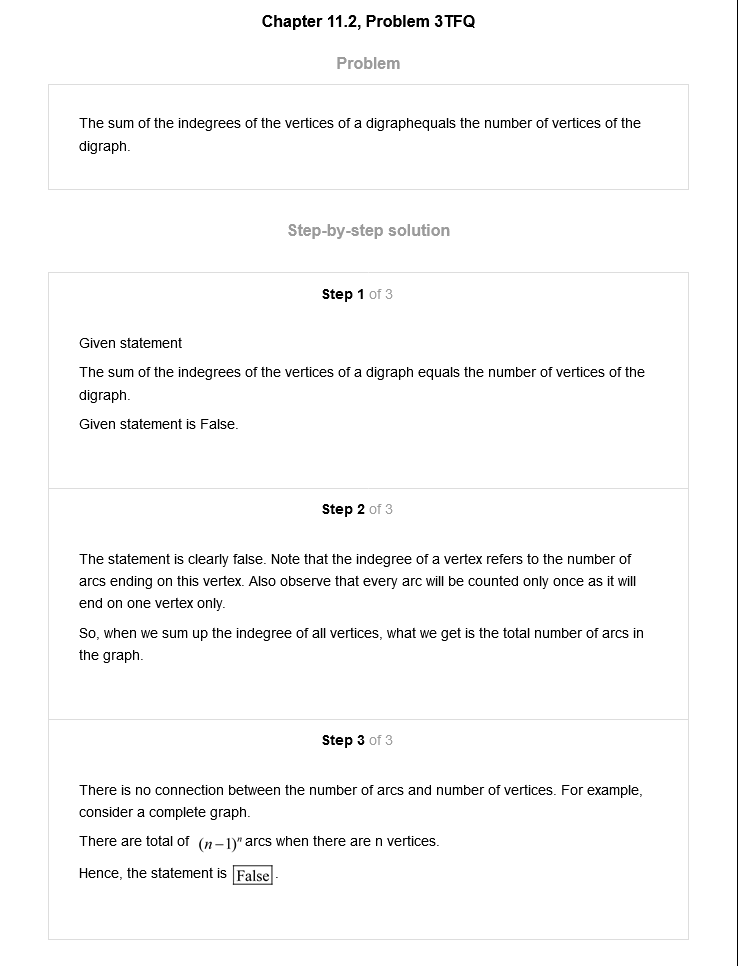 Chapter 11.2, Problem 3TFQ
Problem
The sum of the indegrees of the vertices of a digraphequals the number of vertices of the
digraph.
Step-by-step solution
Step 1 of 3
Given statement
The sum of the indegrees of the vertices of a digraph equals the number of vertices of the
digraph.
Given statement is False.
Step 2 of 3
The statement is clearly false. Note that the indegree of a vertex refers to the number of
arcs ending on this vertex. Also observe that every arc will be counted only once as it will
end on one vertex only.
So, when we sum up the indegree of all vertices, what we get is the total number of arcs in
the graph.
Step 3 of 3
There is no connection between the number of arcs and number of vertices. For example,
consider a complete graph.
There are total of (n−1)ⁿ arcs when there are n vertices.
Hence, the statement is False.